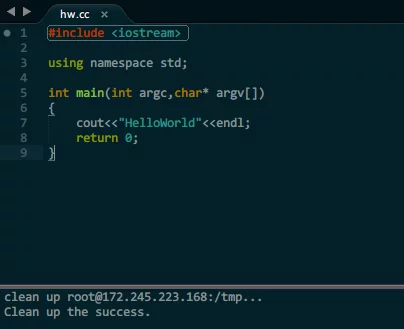 hw.cc ×
1 #include <iostream>
2
3 using namespace std;
4
5 int main(int argc,char* argv[])
6 {
7     cout<<"HelloWorld"<<endl;
8     return 0;
9 }
clean up root@172.245.223.168:/tmp...
Clean up the success.